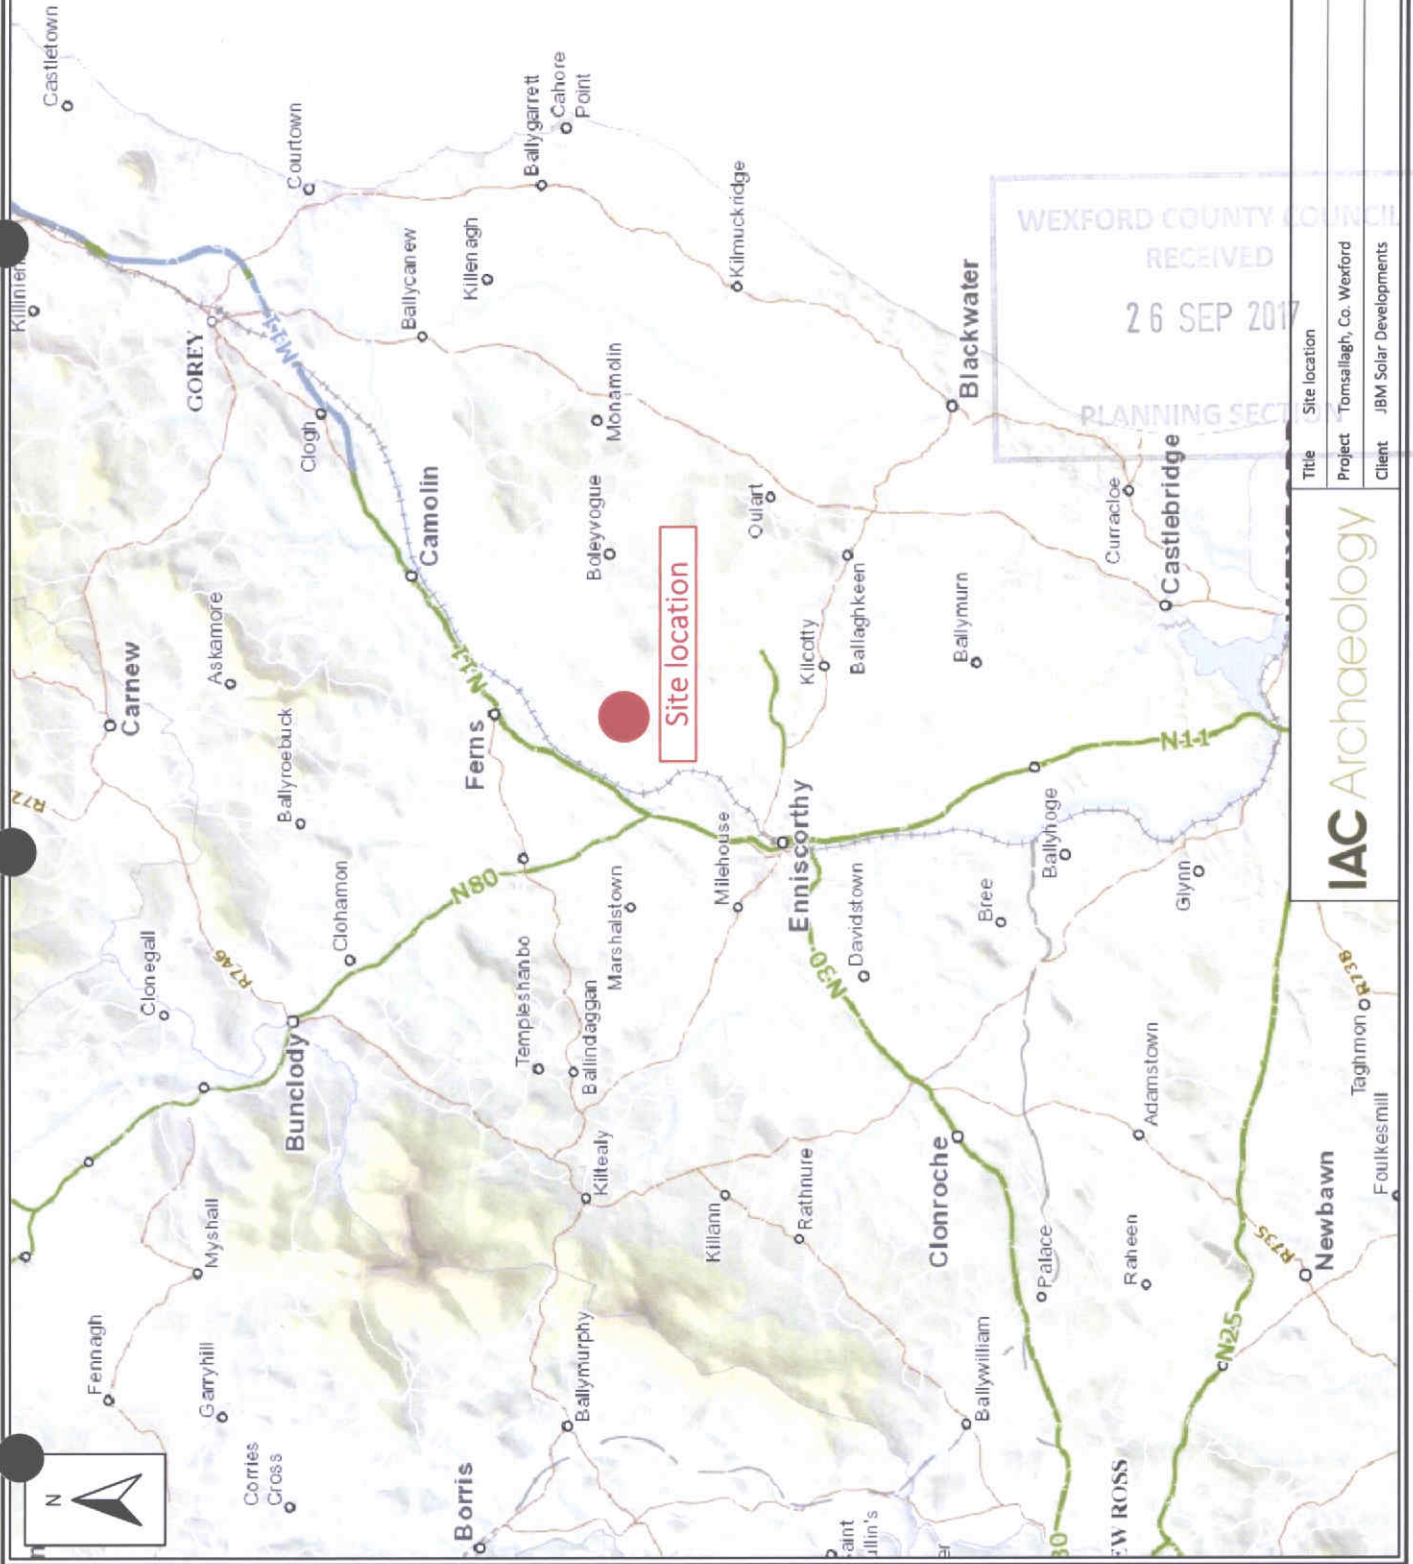 N
Castletown
Courtown
Cahore
Point
Ballygarrett
GOREY
M11
Clogh
Ballycanew
Killenagh
Kilmuckridge
Monamolin
Boleyvogue
Camolin
N11
Askamore
Carnew
Ballyroebuck
Ferns
Site location
Oulart
Blackwater
Kilcotty
Ballaghkeen
Ballymurn
Curracloe
Castlebridge
N11
R746
Clonegall
Clohamon
N80
Bunclody
Templeshanbo
Ballindaggan
Marshalstown
Milehouse
Enniscorthy
N30
Davidstown
Bree
Ballyhoge
Glynn
Fennagh
Myshall
Garryhill
Corries
Cross
Borris
Ballymurphy
Kiltealy
Killann
Rathnure
Clonroche
Ballywilliam
Palace
Raheen
Adamstown
N25
R735
Newbawn
Taghmon
R738
Foulkesmill
EW ROSS
WEXFORD COUNTY COUNCIL
RECEIVED
26 SEP 2017
PLANNING SECTION
IAC Archaeology
Title Site location
Project Tomsallagh, Co. Wexford
Client JBM Solar Developments